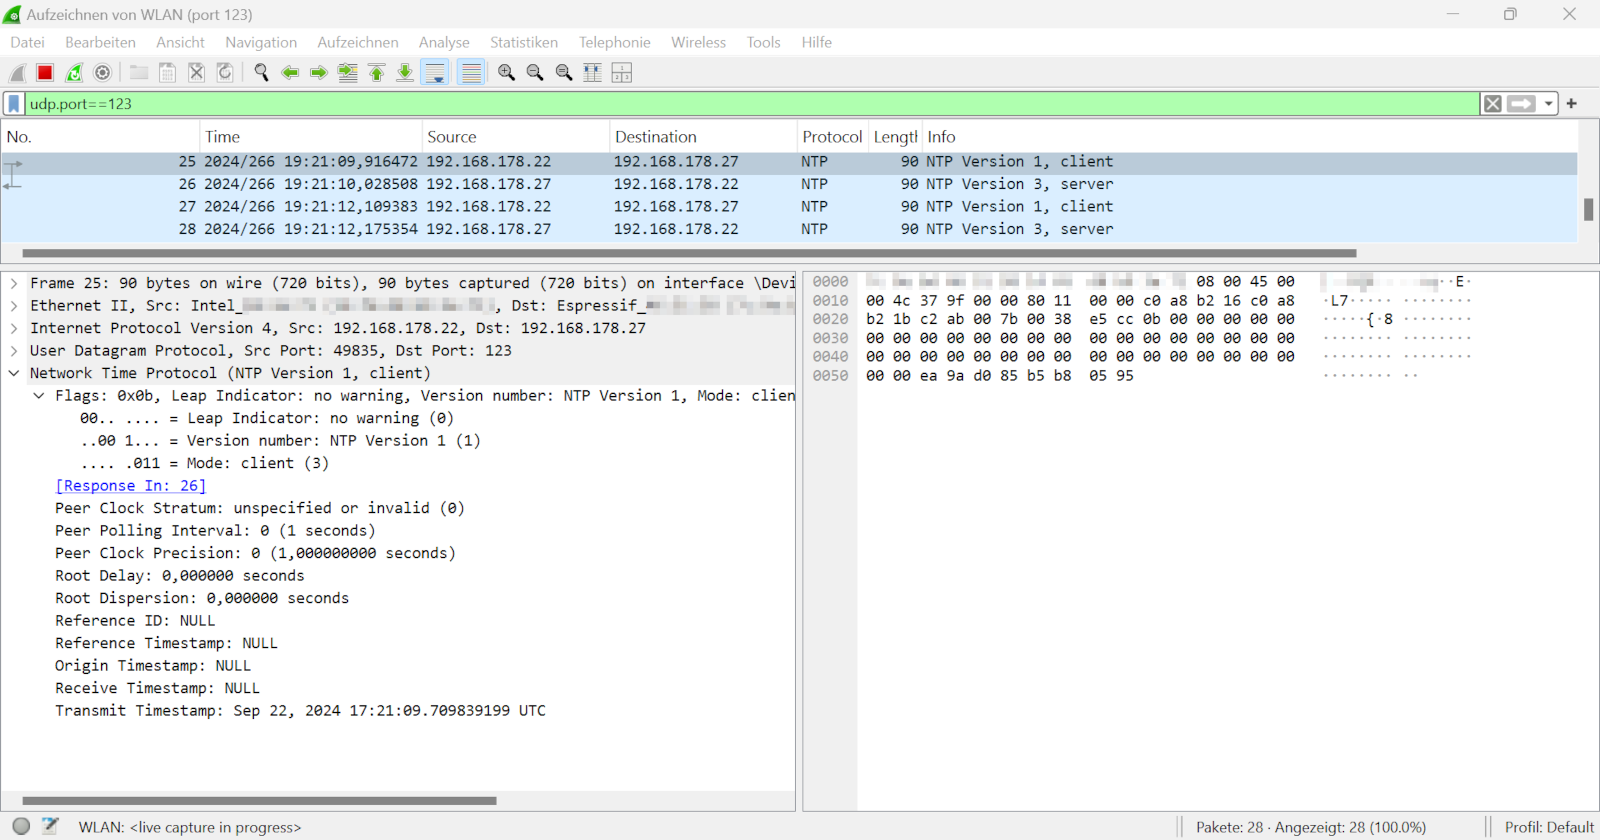 Aufzeichnen von WLAN (port 123)
Datei Bearbeiten Ansicht Navigation Aufzeichnen Analyse Statistiken Telephonie Wireless Tools Hilfe
udp.port==123
No. Time Source Destination Protocol Length Info
25 2024/266 19:21:09,916472 192.168.178.22 192.168.178.27 NTP 90 NTP Version 1, client
26 2024/266 19:21:10,028508 192.168.178.27 192.168.178.22 NTP 90 NTP Version 3, server
27 2024/266 19:21:12,109383 192.168.178.22 192.168.178.27 NTP 90 NTP Version 1, client
28 2024/266 19:21:12,175354 192.168.178.27 192.168.178.22 NTP 90 NTP Version 3, server
Frame 25: 90 bytes on wire (720 bits), 90 bytes captured (720 bits) on interface \Devi
Ethernet II, Src: Intel_ , Dst: Espressif_
Internet Protocol Version 4, Src: 192.168.178.22, Dst: 192.168.178.27
User Datagram Protocol, Src Port: 49835, Dst Port: 123
Network Time Protocol (NTP Version 1, client)
Flags: 0x0b, Leap Indicator: no warning, Version number: NTP Version 1, Mode: clien
00.. .... = Leap Indicator: no warning (0)
..00 1... = Version number: NTP Version 1 (1)
.... .011 = Mode: client (3)
[Response In: 26]
Peer Clock Stratum: unspecified or invalid (0)
Peer Polling Interval: 0 (1 seconds)
Peer Clock Precision: 0 (1,000000000 seconds)
Root Delay: 0,000000 seconds
Root Dispersion: 0,000000 seconds
Reference ID: NULL
Reference Timestamp: NULL
Origin Timestamp: NULL
Receive Timestamp: NULL
Transmit Timestamp: Sep 22, 2024 17:21:09.709839199 UTC
0000 08 00 45 00 ··E·
0010 00 4c 37 9f 00 00 80 11 00 00 c0 a8 b2 16 c0 a8 ·L7····· ········
0020 b2 1b c2 ab 00 7b 00 38 e5 cc 0b 00 00 00 00 00 ·····{·8 ········
0030 00 00 00 00 00 00 00 00 00 00 00 00 00 00 00 00 ········ ········
0040 00 00 00 00 00 00 00 00 00 00 00 00 00 00 00 00 ········ ········
0050 00 00 ea 9a d0 85 b5 b8 05 95 ········ ··
WLAN: <live capture in progress>
Pakete: 28 · Angezeigt: 28 (100.0%)
Profil: Default